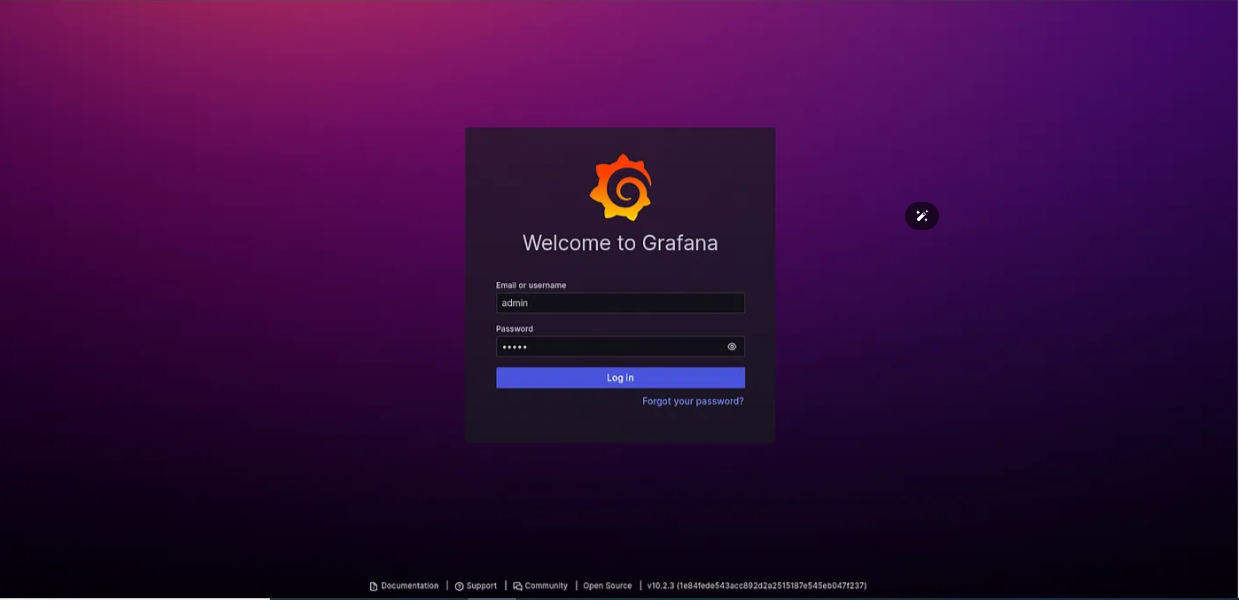 Welcome to Grafana
Email or username
admin
Password
•••••
Log in
Forgot your password?
Documentation | Support | Community | Open Source | v10.2.3 (1e84fede543acc892d2a2515187e545eb047f237)